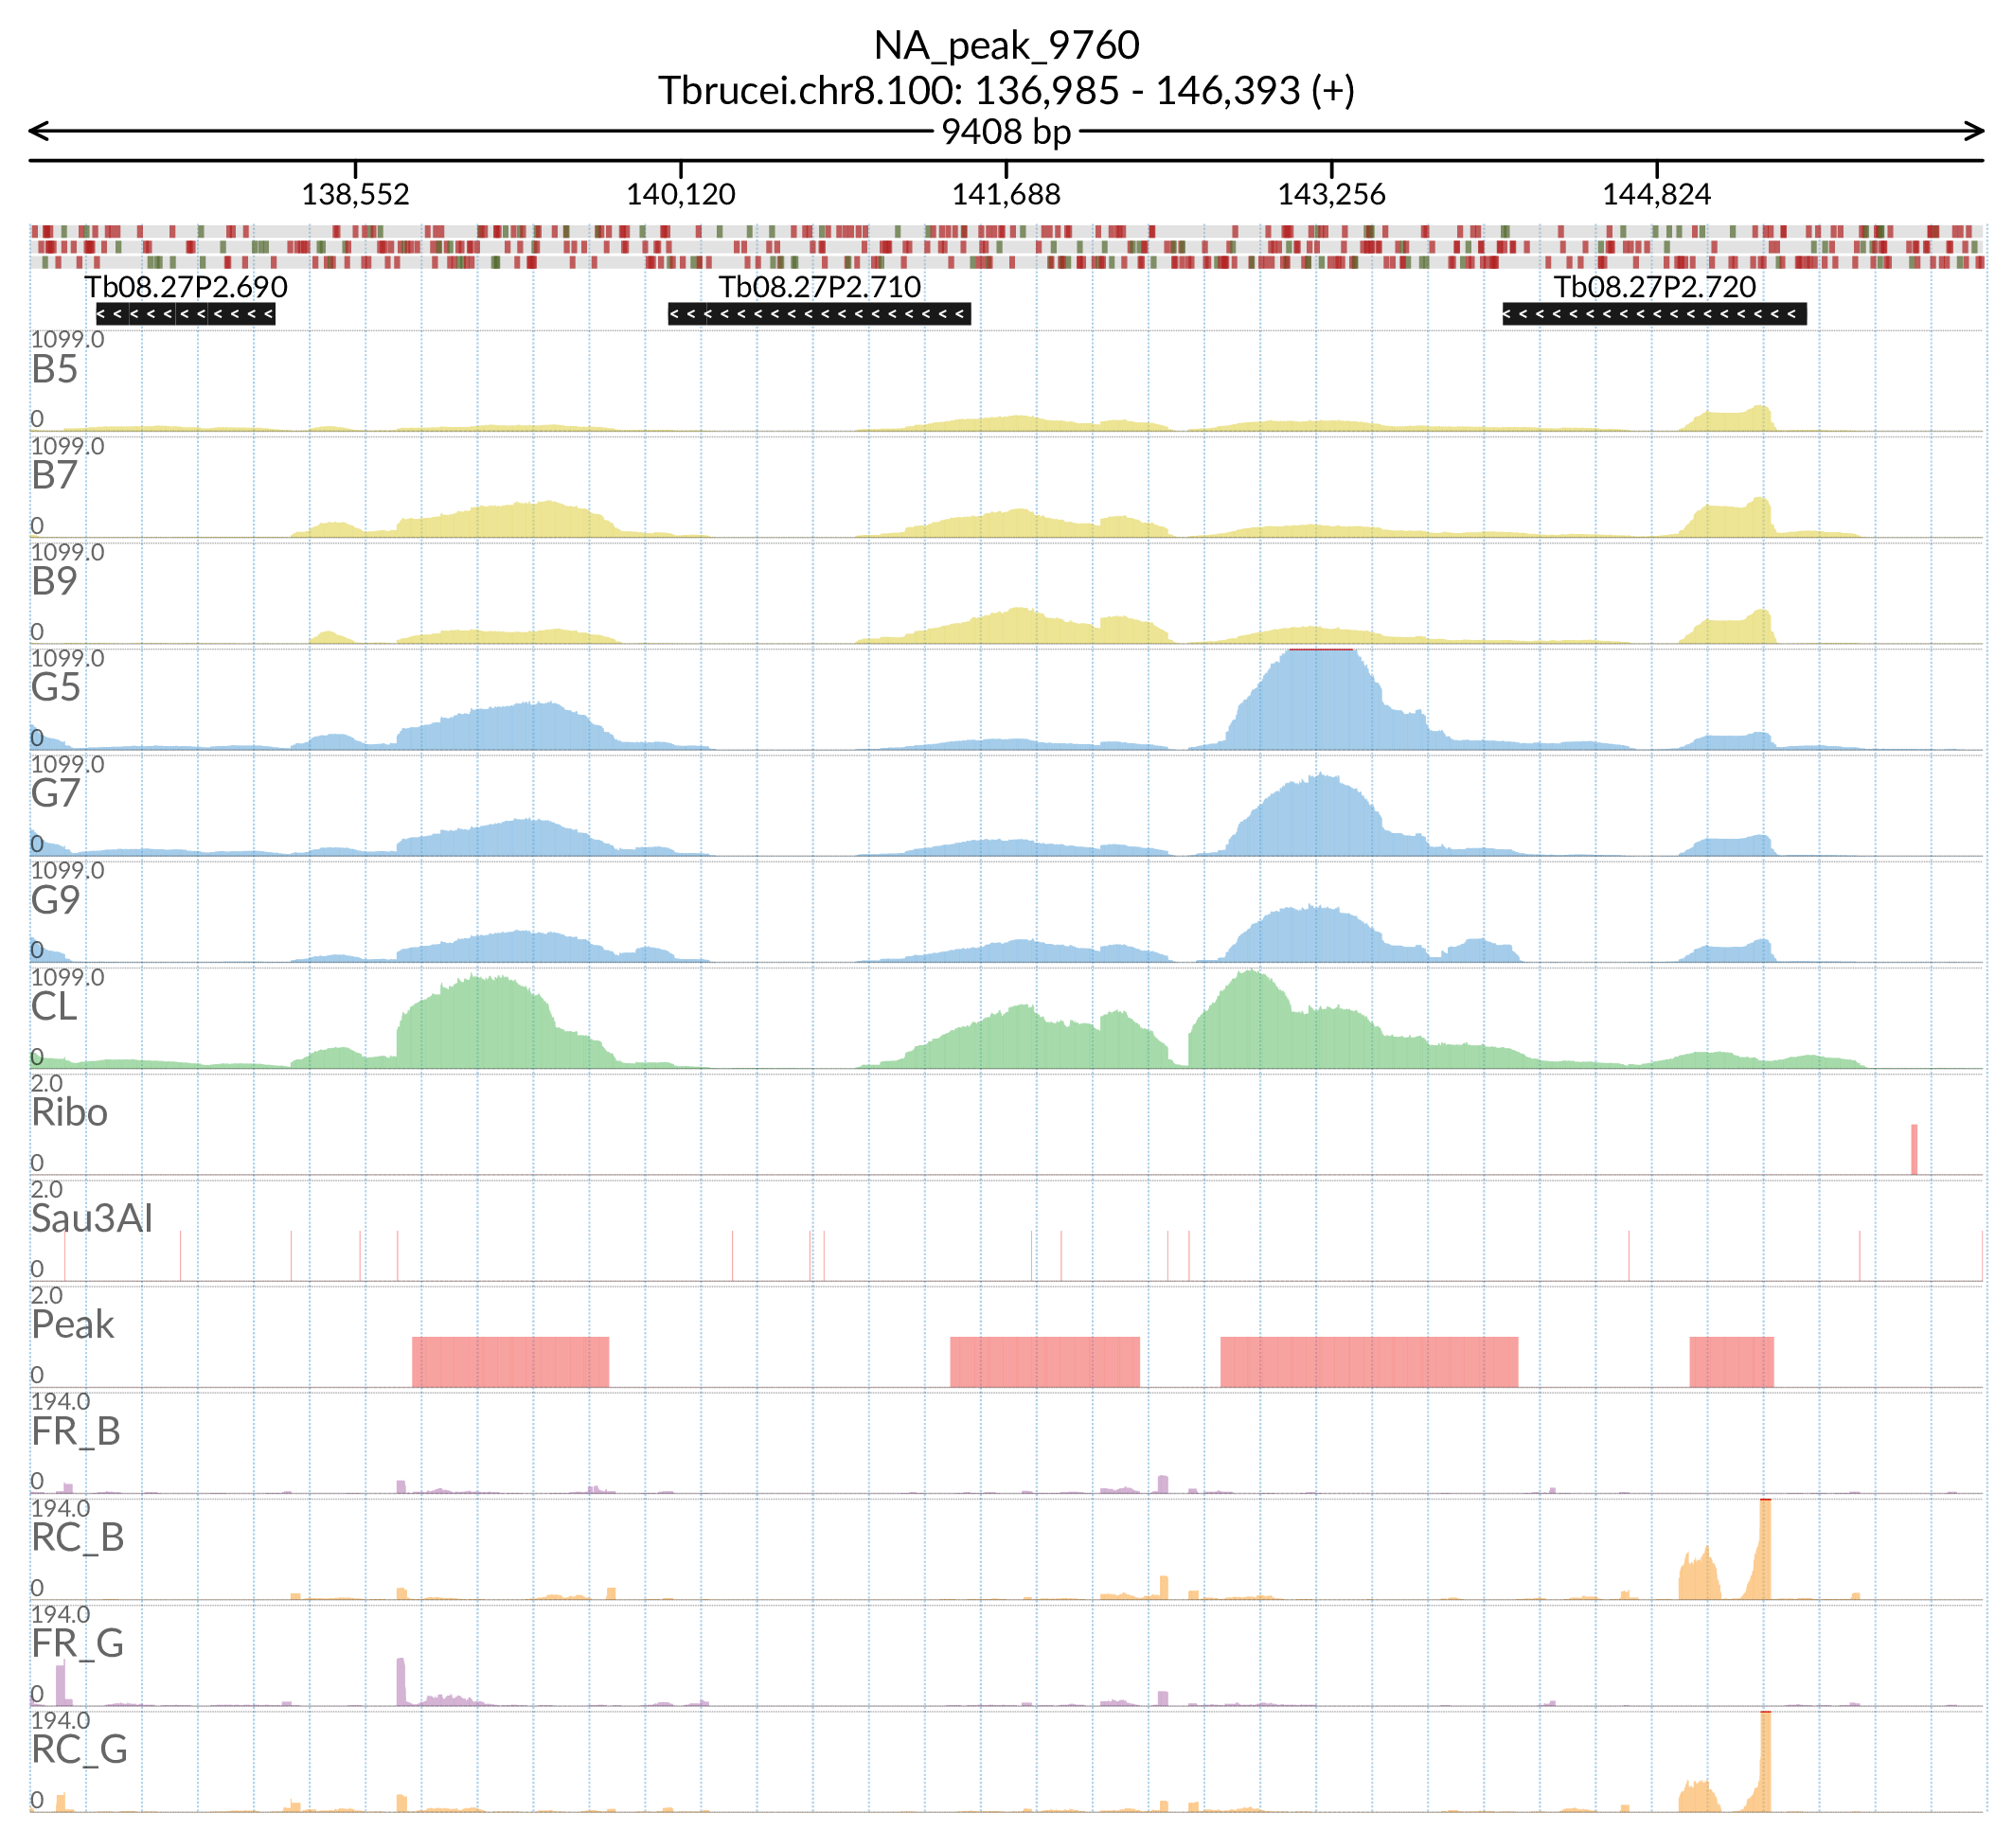 NA_peak_9760
Tbrucei.chr8.100: 136,985 - 146,393 (+)
9408 bp
138,552 140,120 141,688 143,256 144,824
Tb08.27P2.690 Tb08.27P2.710 Tb08.27P2.720
1099.0
B5
0
1099.0
B7
0
1099.0
B9
0
1099.0
G5
0
1099.0
G7
0
1099.0
G9
0
1099.0
CL
0
2.0
Ribo
0
2.0
Sau3AI
0
2.0
Peak
0
194.0
FR_B
0
194.0
RC_B
0
194.0
FR_G
0
194.0
RC_G
0